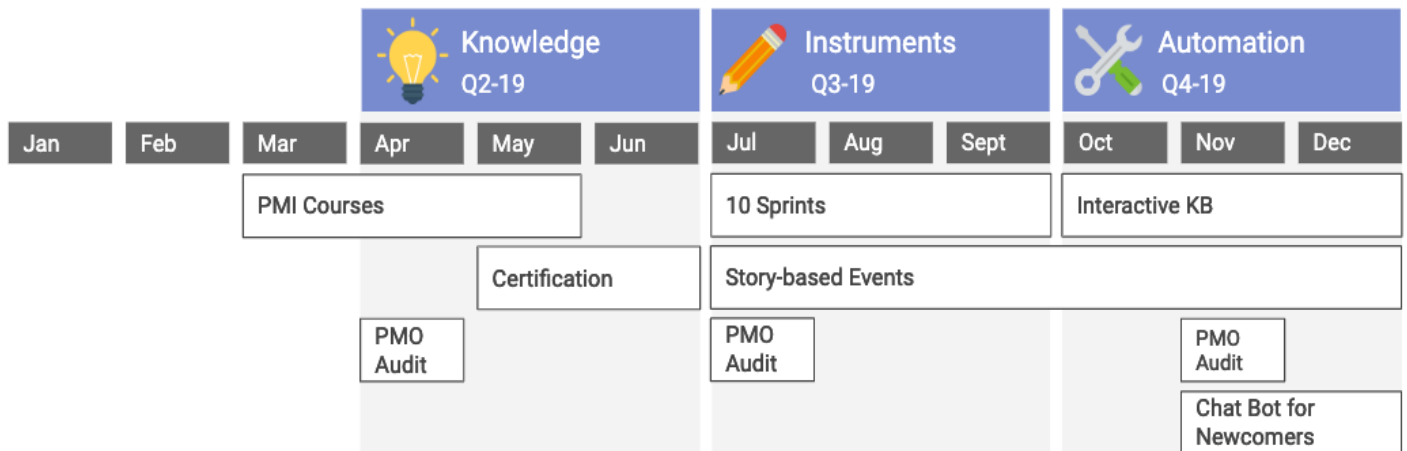 Knowledge
Q2-19
Instruments
Q3-19
Automation
Q4-19
Jan Feb Mar Apr May Jun Jul Aug Sept Oct Nov Dec
PMI Courses
10 Sprints
Interactive KB
Certification
Story-based Events
PMO
Audit
PMO
Audit
PMO
Audit
Chat Bot for
Newcomers